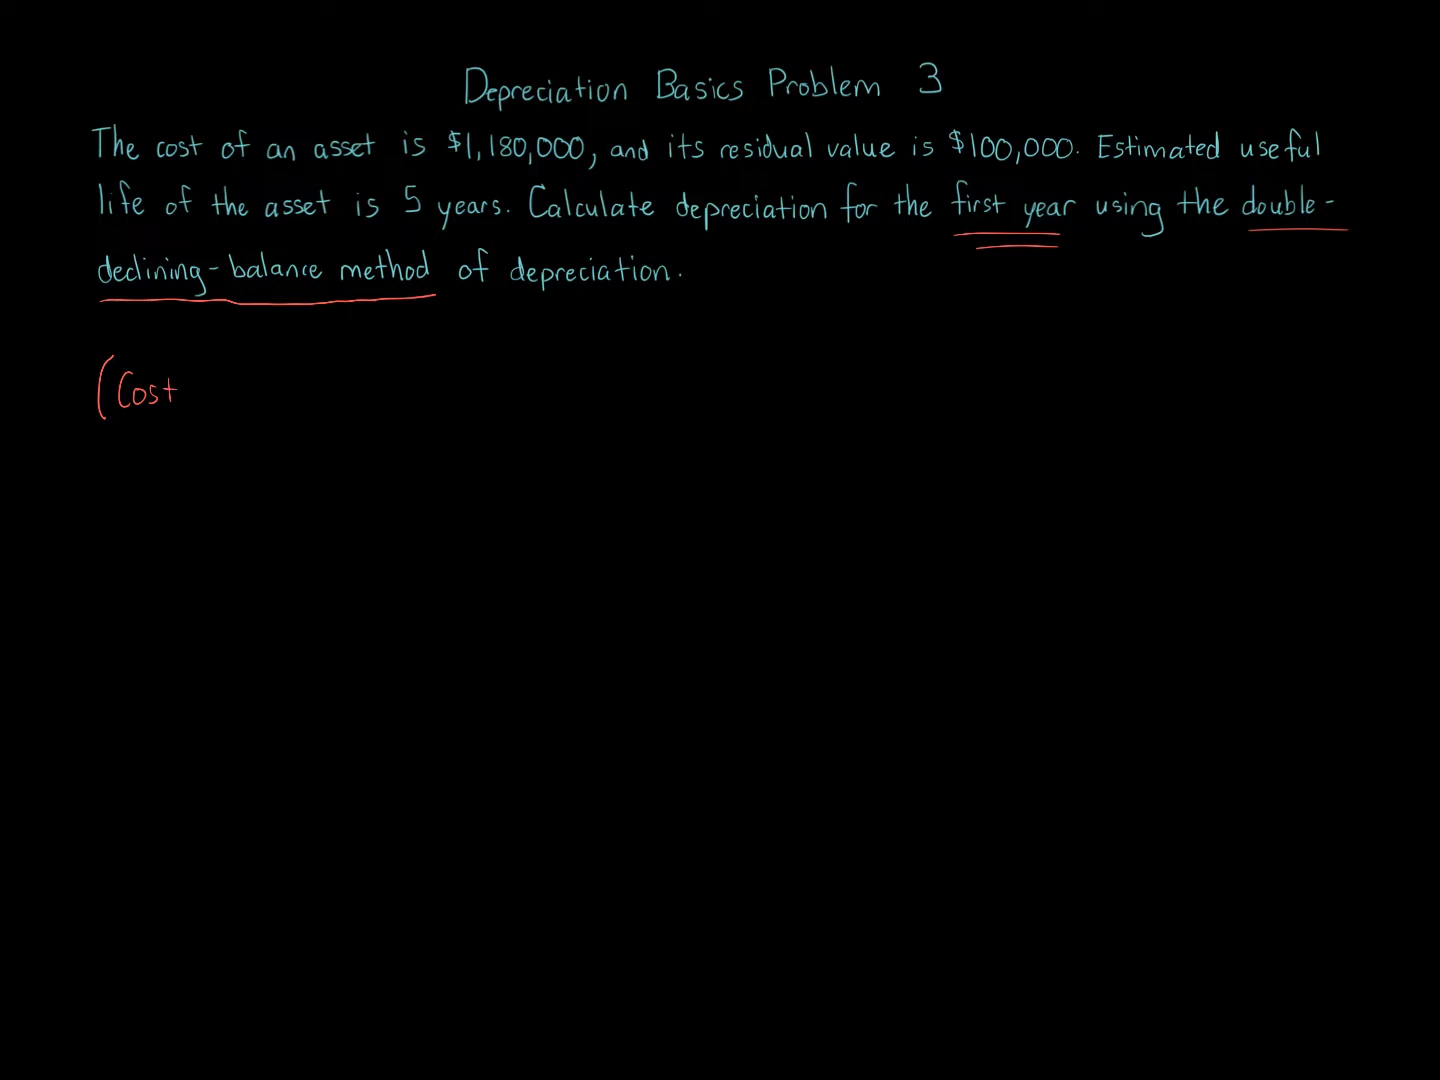 Depreciation Basics Problem 3
The cost of an asset is $1,180,000, and its residual value is $100,000. Estimated useful
life of the asset is 5 years. Calculate depreciation for the first year using the double-
declining-balance method of depreciation.
(Cost